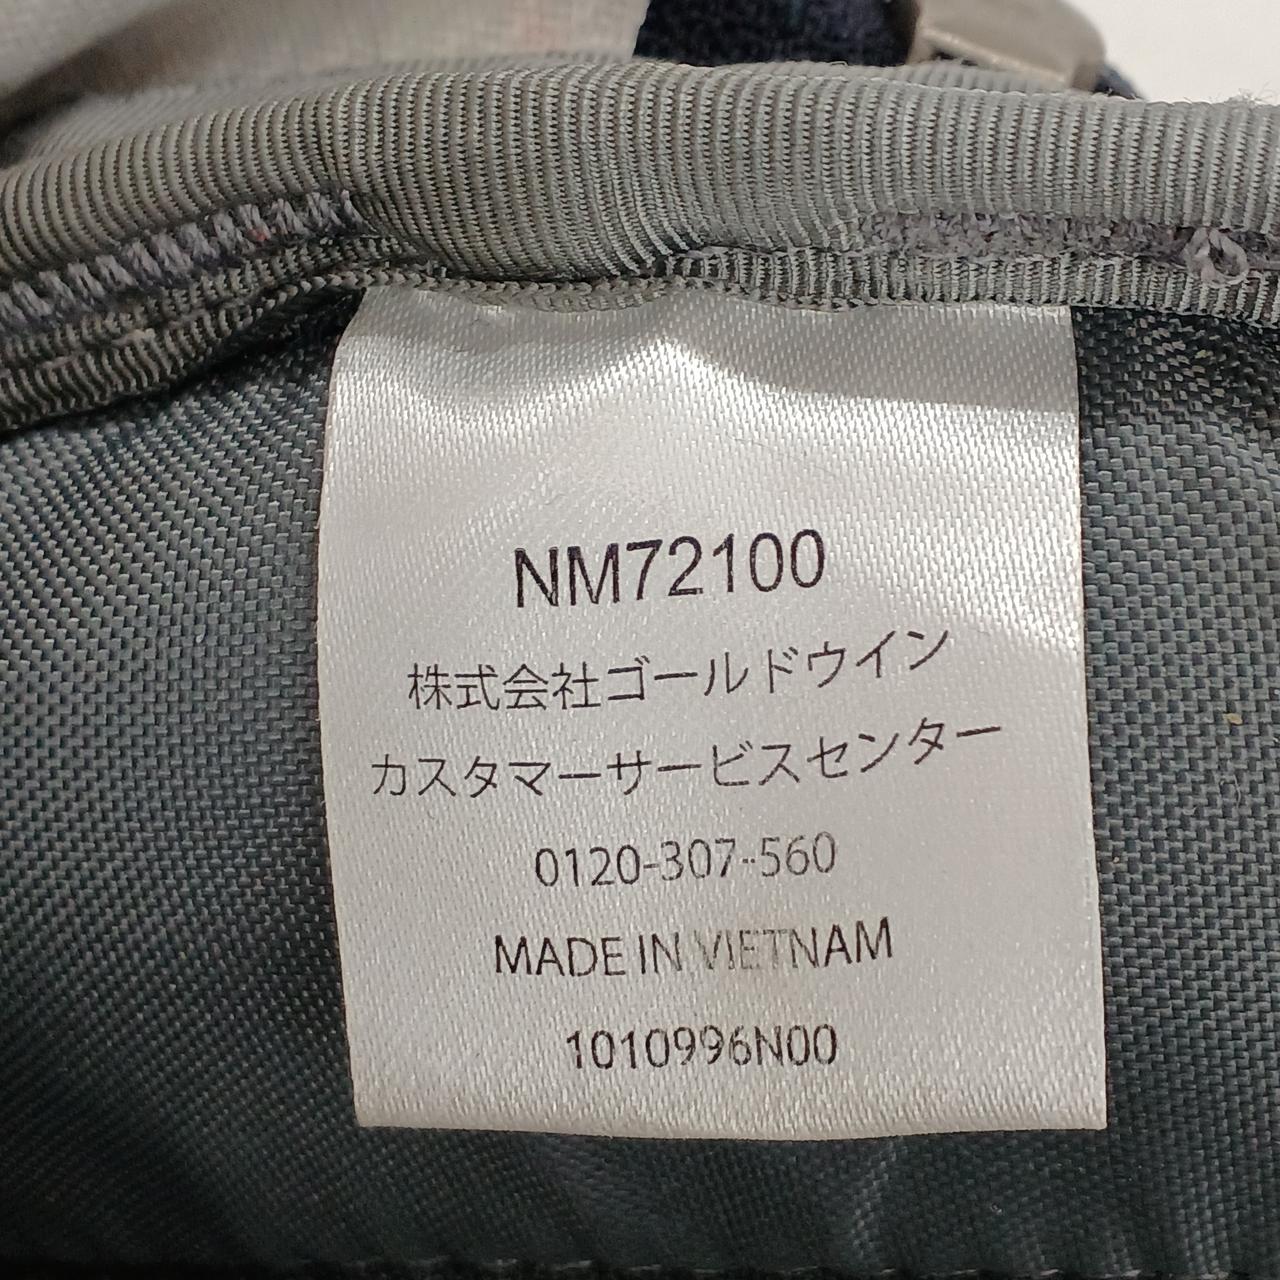 NM72100
株式会社ゴールドウイン
カスタマーサービスセンター
0120-307-560
MADE IN VIETNAM
1010996N00